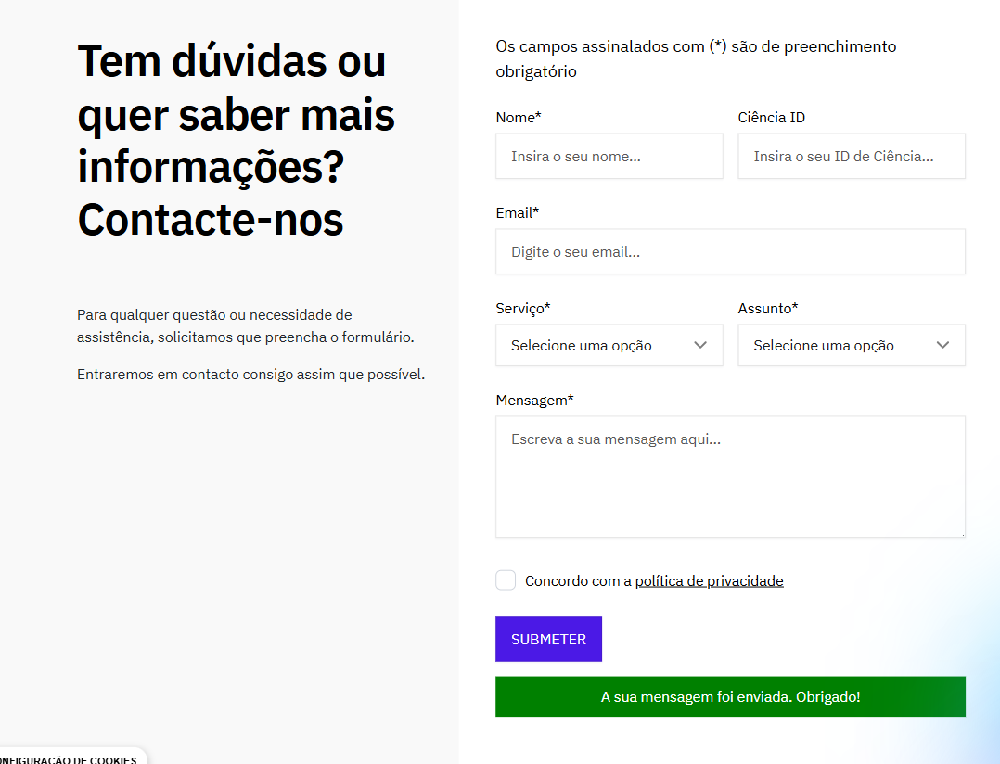 Tem dúvidas ou
quer saber mais
informações?
Contacte-nos
Para qualquer questão ou necessidade de
assistência, solicitamos que preencha o formulário.
Entraremos em contacto consigo assim que possível.
Os campos assinalados com (*) são de preenchimento
obrigatório
Nome*
Ciência ID
Insira o seu nome...
Insira o seu ID de Ciência...
Email*
Digite o seu email...
Serviço*
Assunto*
Selecione uma opção
Selecione uma opção
Mensagem*
Escreva a sua mensagem aqui...
Concordo com a política de privacidade
SUBMETER
A sua mensagem foi enviada. Obrigado!
ONFIGURAÇÃO DE COOKIES